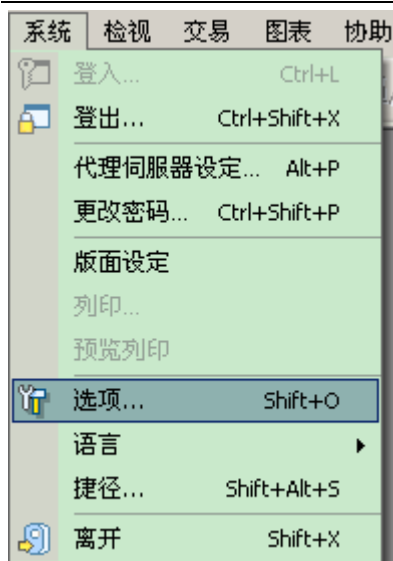 系统 检视 交易 图表 协助
登入... Ctrl+L
登出... Ctrl+Shift+X
代理伺服器设定... Alt+P
更改密码... Ctrl+Shift+P
版面设定
列印...
预览列印
选项... Shift+O
语言
捷径... Shift+Alt+S
离开 Shift+X